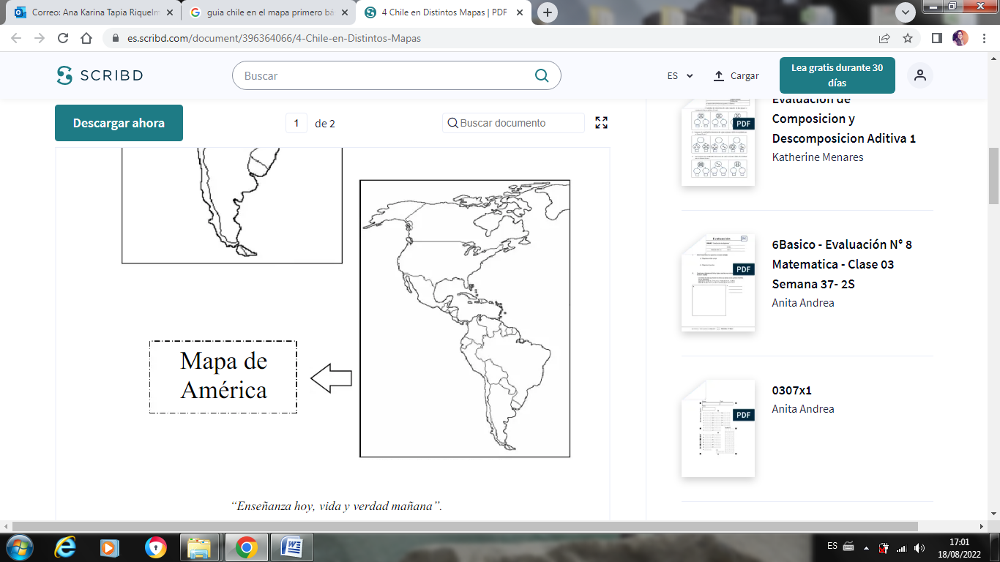 Correo: Ana Karina Tapia Riquelm
guia chile en el mapa primero bá
4 Chile en Distintos Mapas | PDF
es.scribd.com/document/396364066/4-Chile-en-Distintos-Mapas
SCRIBD
Buscar
ES
Cargar
Lea gratis durante 30
días
Descargar ahora
1
de 2
Buscar documento
Mapa de
América
“Enseñanza hoy, vida y verdad mañana”.
Evaluacion de
Composicion y
Descomposicion Aditiva 1
Katherine Menares
PDF
6Basico - Evaluación N° 8
Matematica - Clase 03
Semana 37- 2S
Anita Andrea
Evaluación
PDF
0307x1
Anita Andrea
PDF
ES
17:01
18/08/2022